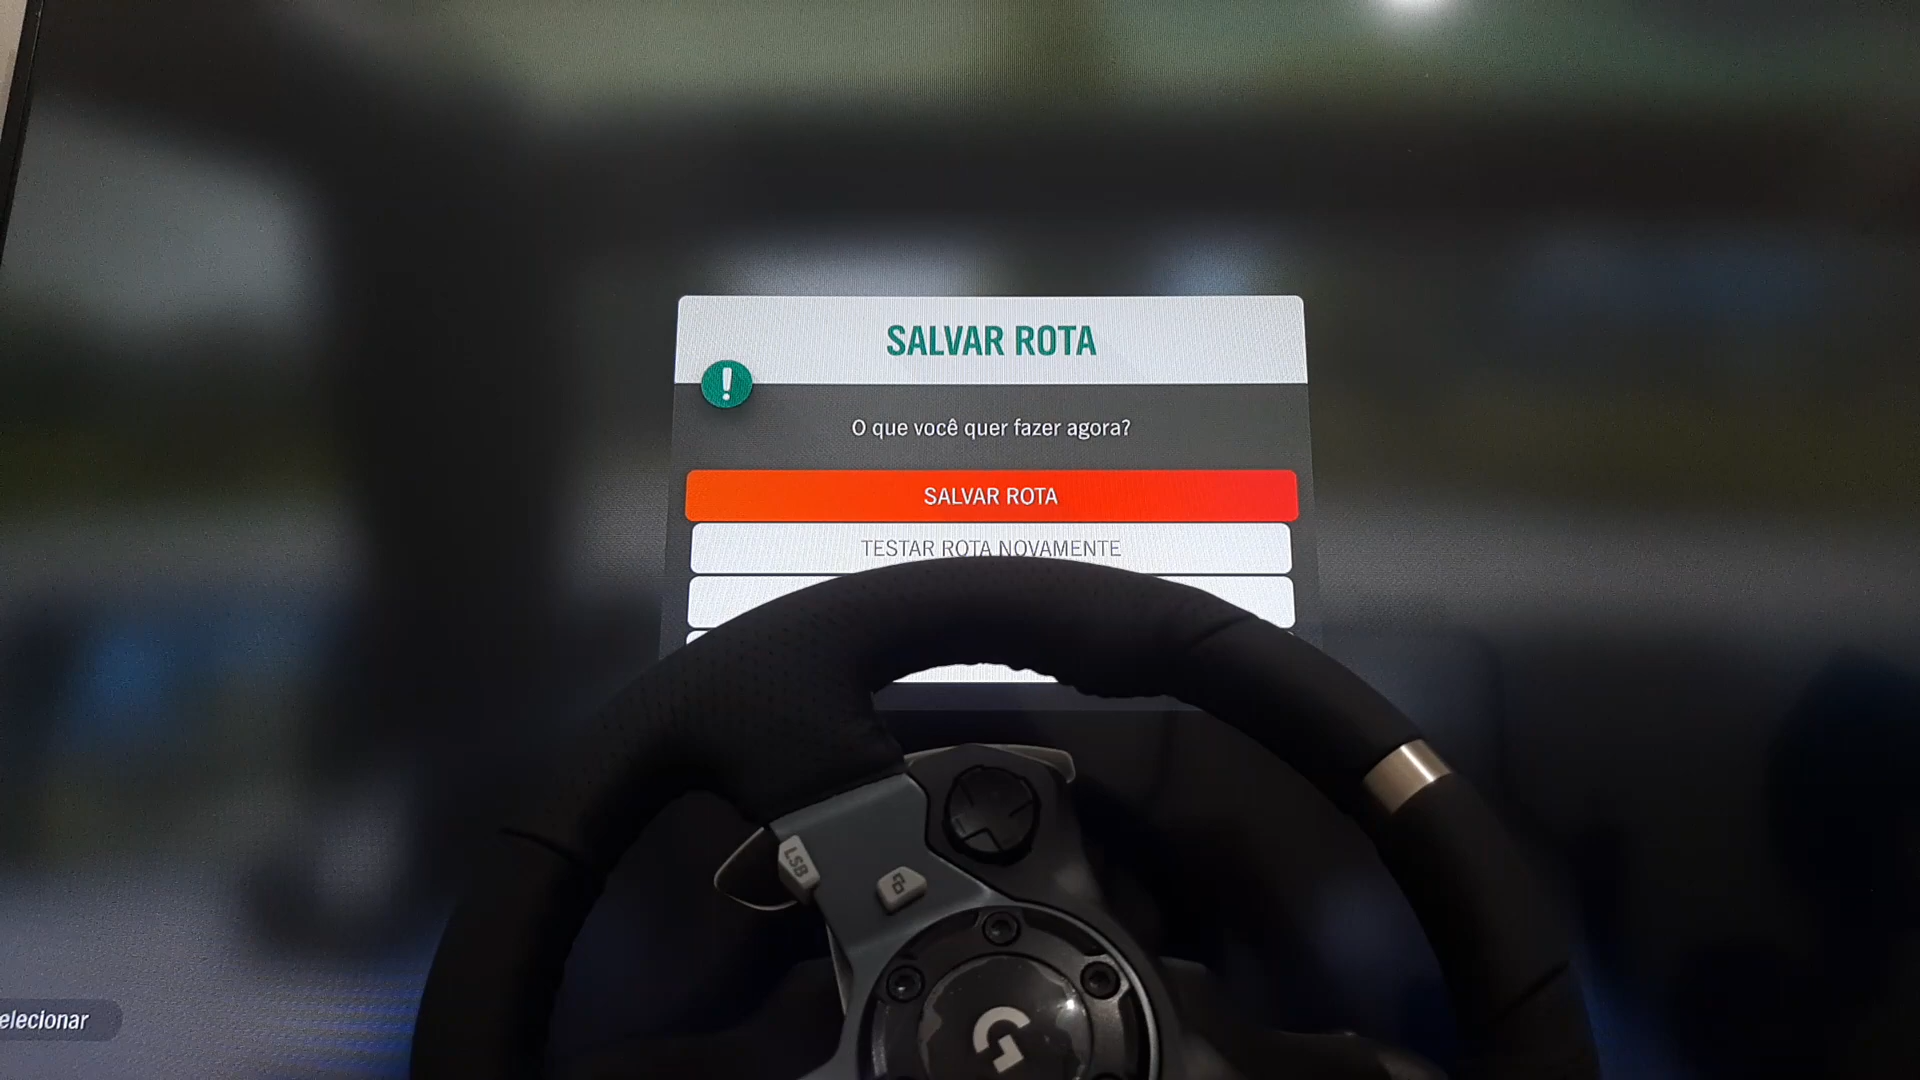 SALVAR ROTA
O que você quer fazer agora?
SALVAR ROTA
TESTAR ROTA NOVAMENTE
LSB
elecionar
G